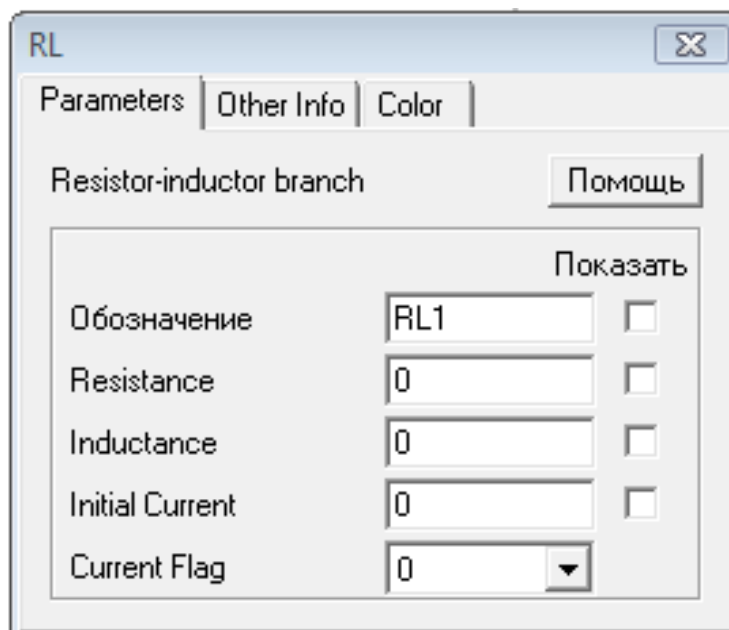 RL
Parameters Other Info Color
Resistor-inductor branch Помощь
Показать
Обозначение RL1
Resistance 0
Inductance 0
Initial Current 0
Current Flag 0